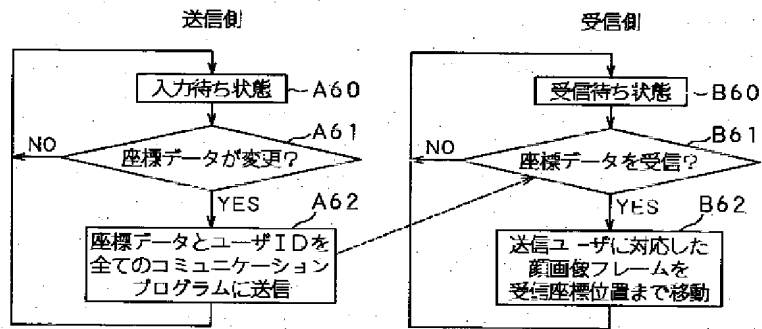 送信側
入力待ち状態
A60
A61
座標データが変更?
NO
YES
A62
座標データとユーザIDを
全てのコミュニケーション
プログラムに送信
受信側
受信待ち状態
B60
B61
座標データを受信?
NO
YES
B62
送信ユーザに対応した
顔画像フレームを
受信座標位置まで移動